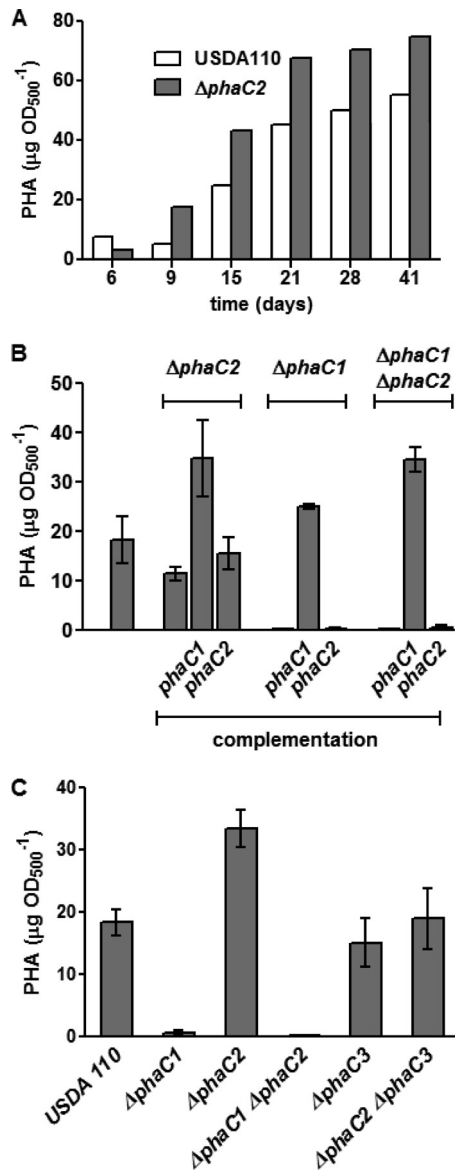 A
80
60
40
20
0
PHA (µg OD500-1)
USDA110
ΔphaC2
6 9 15 21 28 41
time (days)
B
50
40
30
20
10
0
PHA (µg OD500-1)
ΔphaC2 ΔphaC1 ΔphaC1
ΔphaC2
phaC1 phaC2 phaC1 phaC2 phaC1 phaC2
complementation
C
40
30
20
10
0
PHA (µg OD500-1)
USDA 110
ΔphaC1
ΔphaC2
ΔphaC1 ΔphaC2
ΔphaC3
ΔphaC2 ΔphaC3